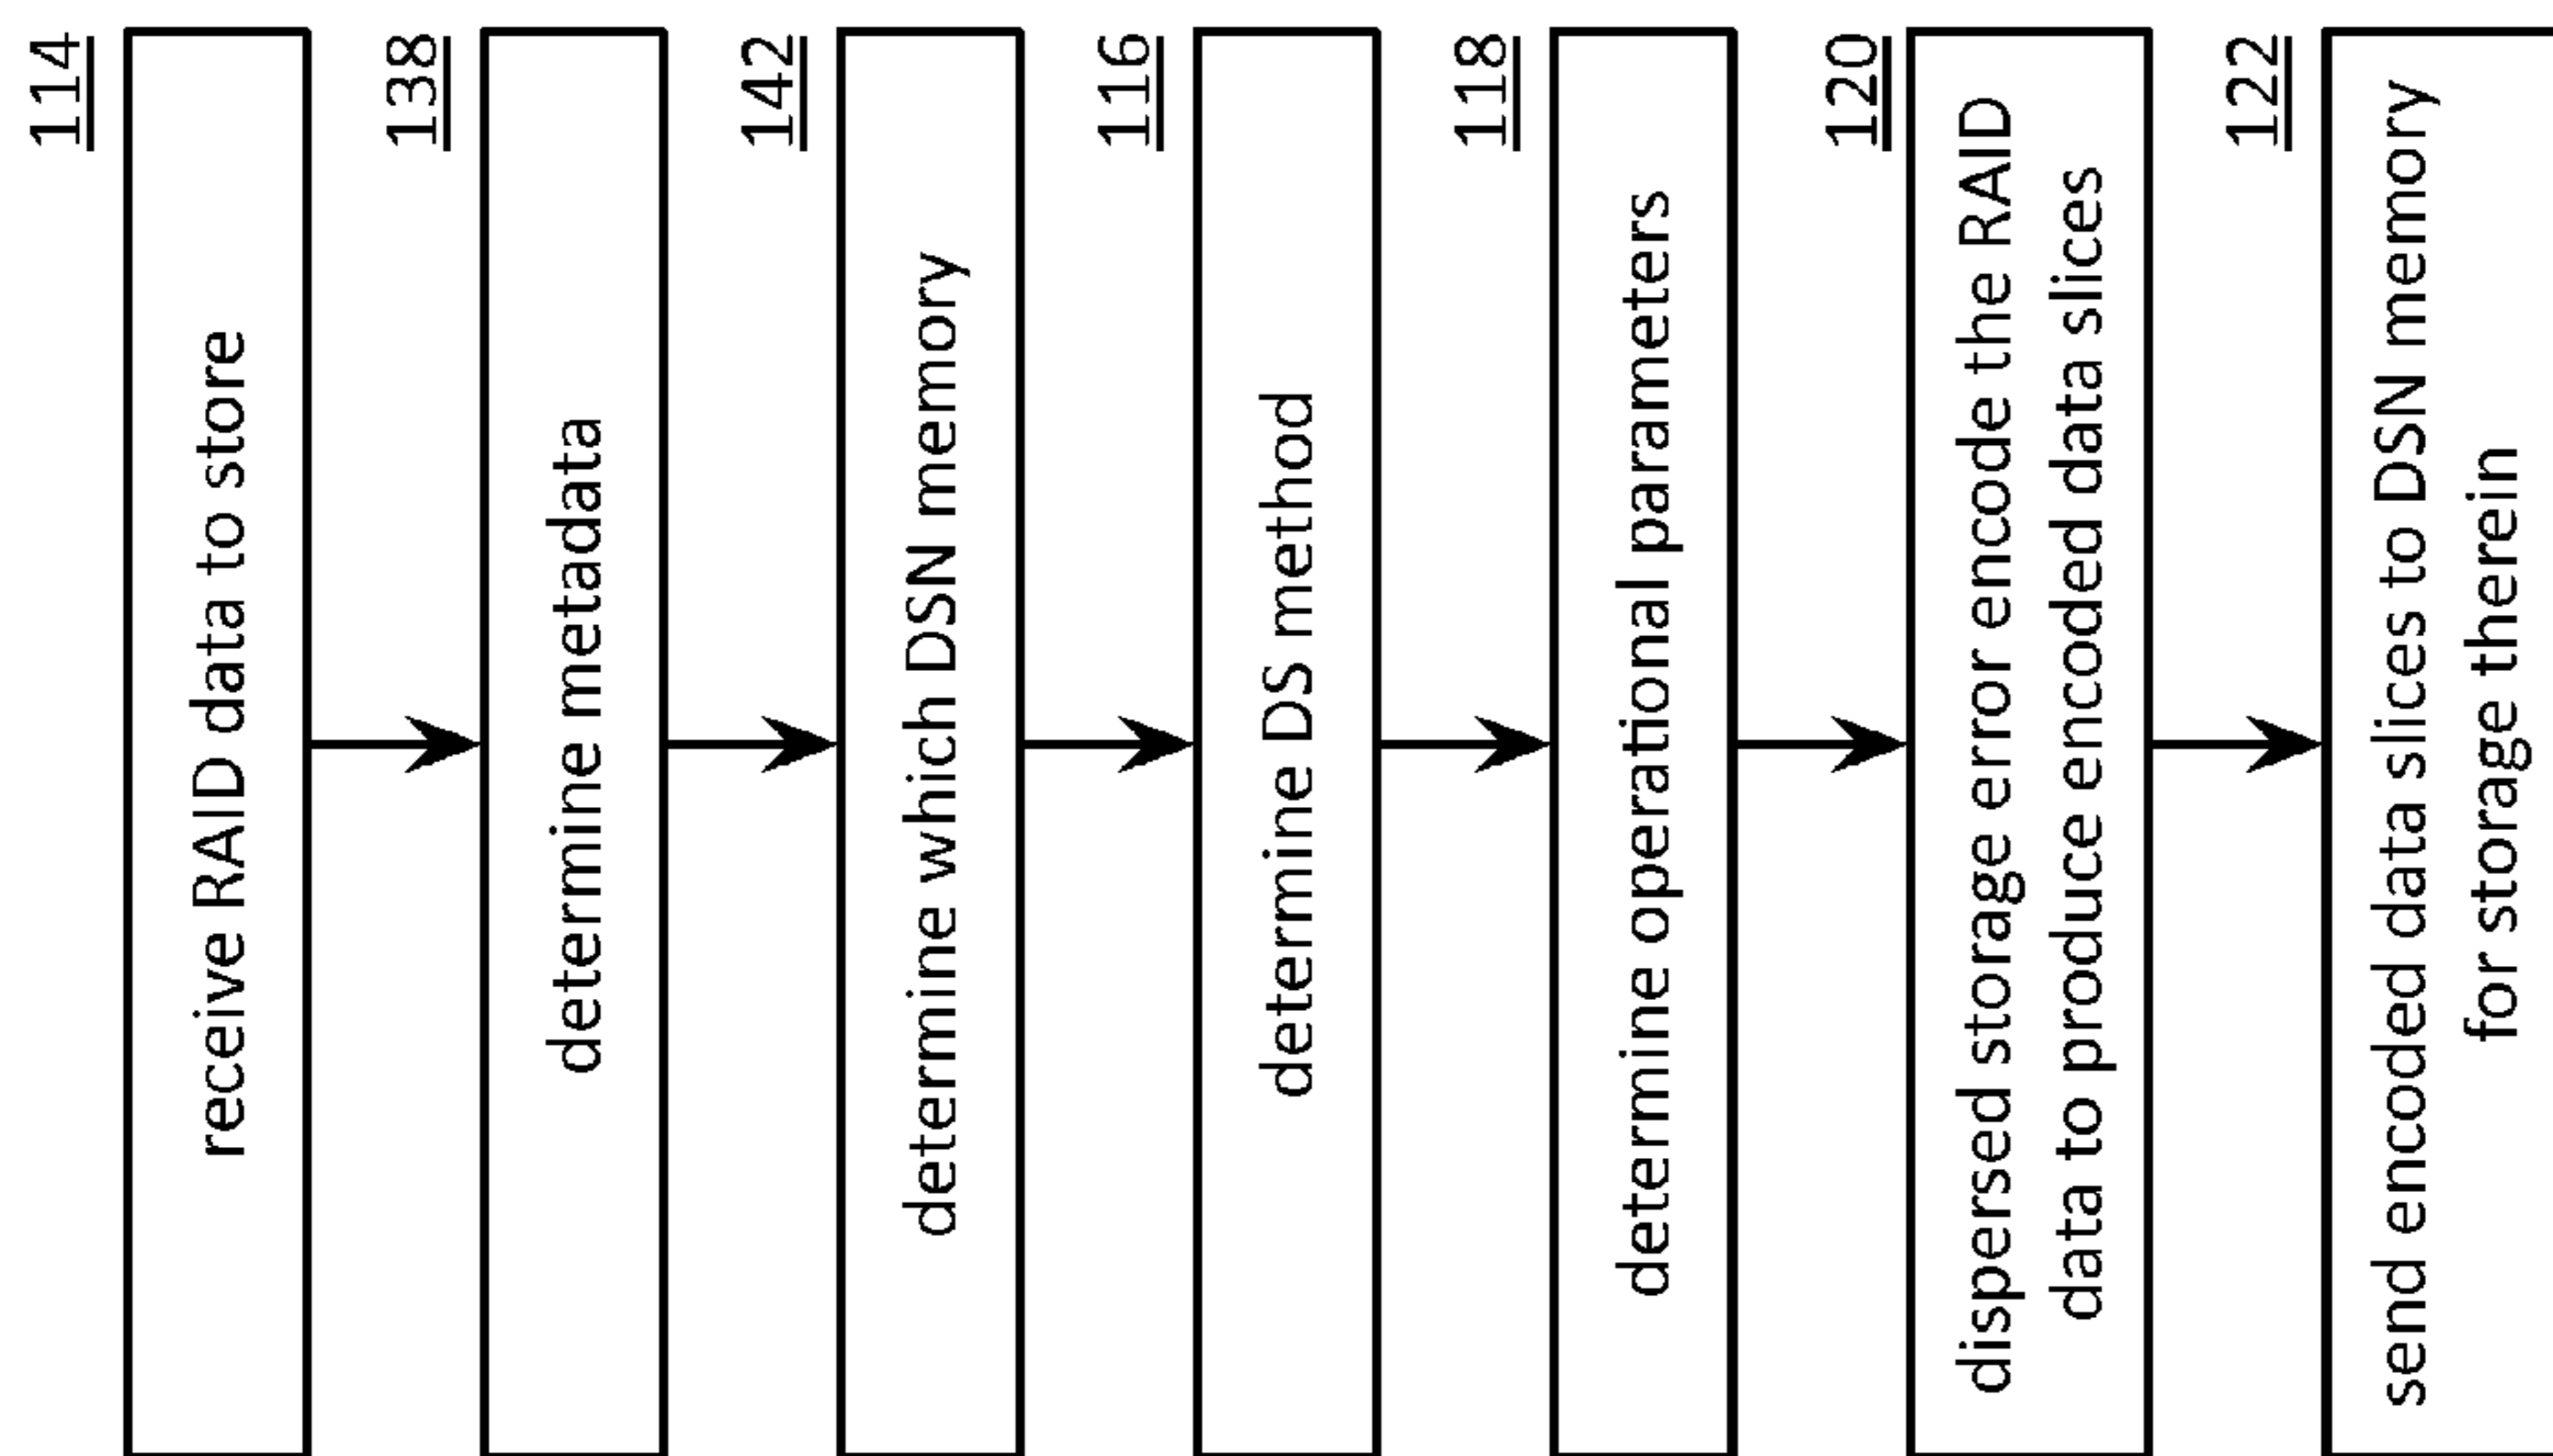 114
receive RAID data to store
138
determine metadata
142
determine which DSN memory
116
determine DS method
118
determine operational parameters
120
dispersed storage error encode the RAID
data to produce encoded data slices
122
send encoded data slices to DSN memory
for storage therein